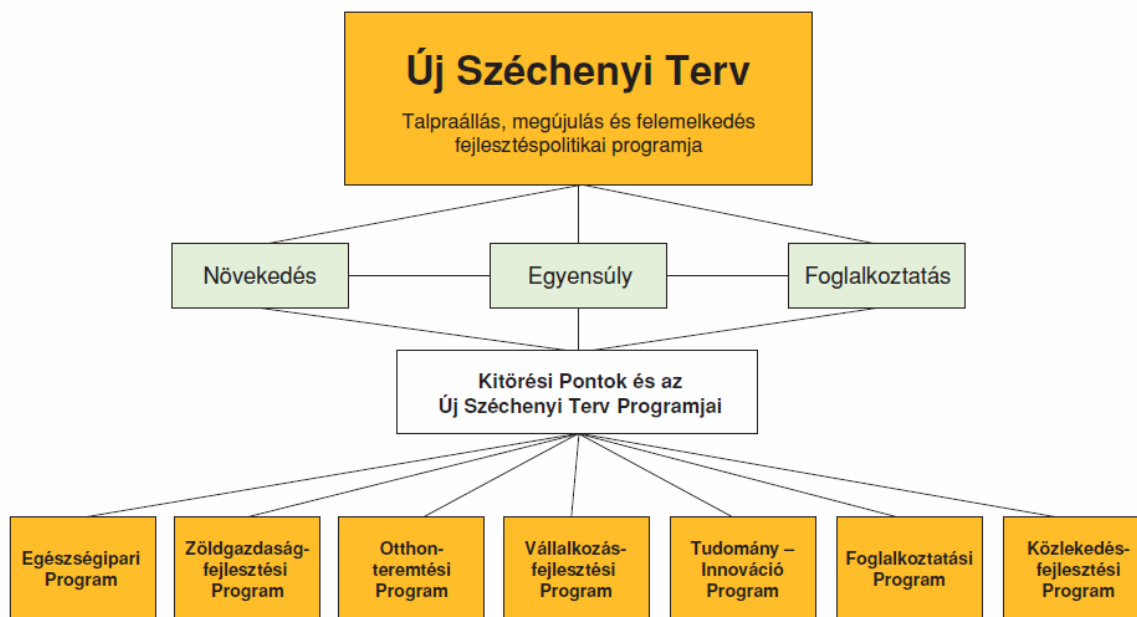 Új Széchenyi Terv
Talpraállás, megújulás és felemelkedés
fejlesztéspolitikai programja
Növekedés
Egyensúly
Foglalkoztatás
Kitörési Pontok és az
Új Széchenyi Terv Programjai
Egészségipari
Program
Zöldgazdaság-
fejlesztési
Program
Otthon-
teremtési
Program
Vállalkozás-
fejlesztési
Program
Tudomány –
Innováció
Program
Foglalkoztatási
Program
Közlekedés-
fejlesztési
Program